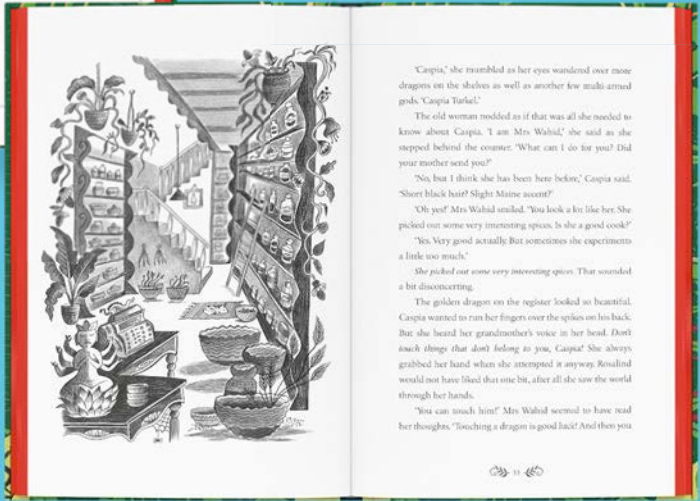 'Caspia,' she mumbled as her eyes wandered over more
dragons on the shelves as well as another few multi-armed
gods. 'Caspia Turkel.'
The old woman nodded as if that was all she needed to
know about Caspia. 'I am Mrs Wahid,' she said as she
stepped behind the counter. 'What can I do for you? Did
your mother send you?'
'No, but I think she has been here before,' Caspia said.
'Short black hair? Slight Maine accent?'
'Oh yes!' Mrs Wahid smiled. 'You look a lot like her. She
picked out some very interesting spices. Is she a good cook?'
'Yes. Very good actually. But sometimes she experiments
a little too much.'
She picked out some very interesting spices. That sounded
a bit disconcerting.
The golden dragon on the register looked so beautiful.
Caspia wanted to run her fingers over the spikes on his back.
But she heard her grandmother's voice in her head. Don't
touch things that don't belong to you, Caspia! She always
grabbed her hand when she attempted it anyway. Rosalind
would not have liked that one bit, after all she saw the world
through her hands.
'You can touch him!' Mrs Wahid seemed to have read
her thoughts. 'Touching a dragon is good luck! And then you